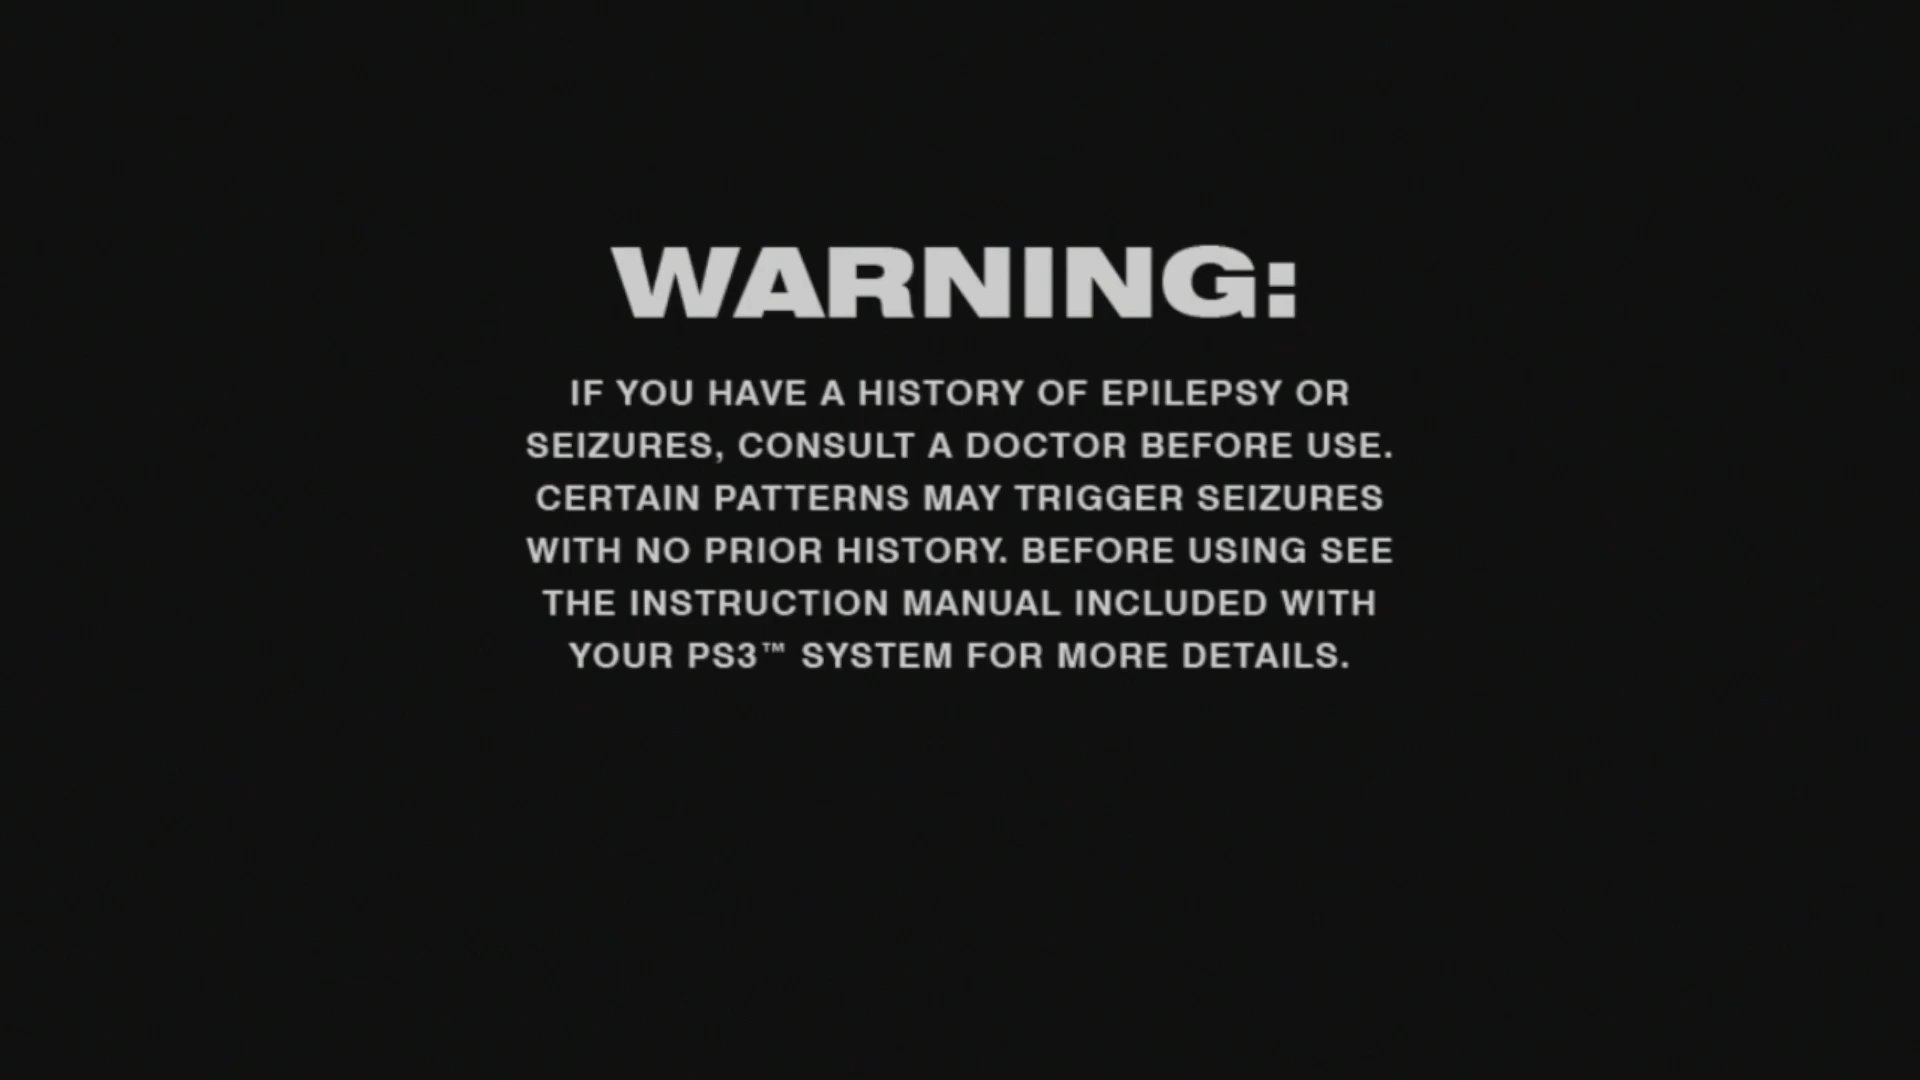 WARNING:
IF YOU HAVE A HISTORY OF EPILEPSY OR
SEIZURES, CONSULT A DOCTOR BEFORE USE.
CERTAIN PATTERNS MAY TRIGGER SEIZURES
WITH NO PRIOR HISTORY. BEFORE USING SEE
THE INSTRUCTION MANUAL INCLUDED WITH
YOUR PS3™ SYSTEM FOR MORE DETAILS.